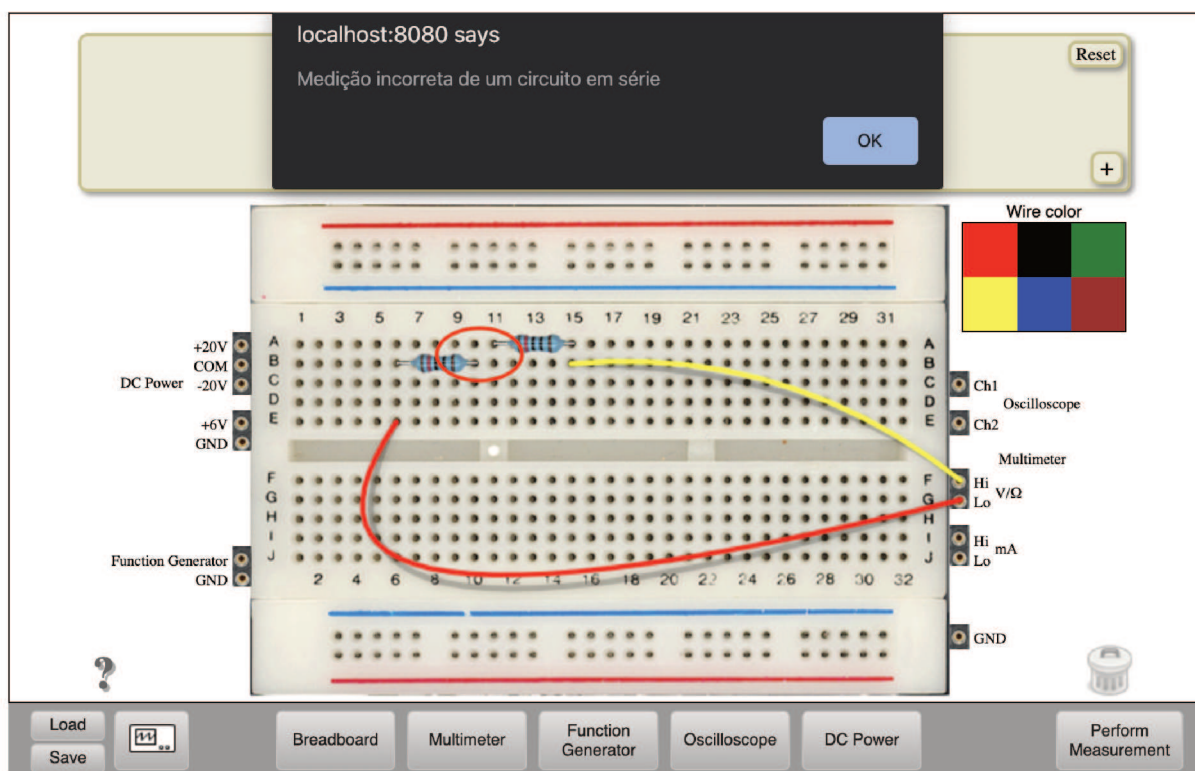 localhost:8080 says
Medição incorreta de um circuito em série
OK
Reset
+
Wire color
1 3 5 7 9 11 13 15 17 19 21 23 25 27 29 31
A A
B B
C C
D D
E E
+20V
COM
DC Power -20V
+6V
GND
Ch1
Oscilloscope
Ch2
Multimeter
F F
G G
H H
I I
J J
Hi
V/Ω
Lo
Hi
mA
Lo
Function Generator
GND
2 4 6 8 10 12 14 16 18 20 22 24 26 28 30 32
GND
?
Load
Save
Breadboard
Multimeter
Function
Generator
Oscilloscope
DC Power
Perform
Measurement